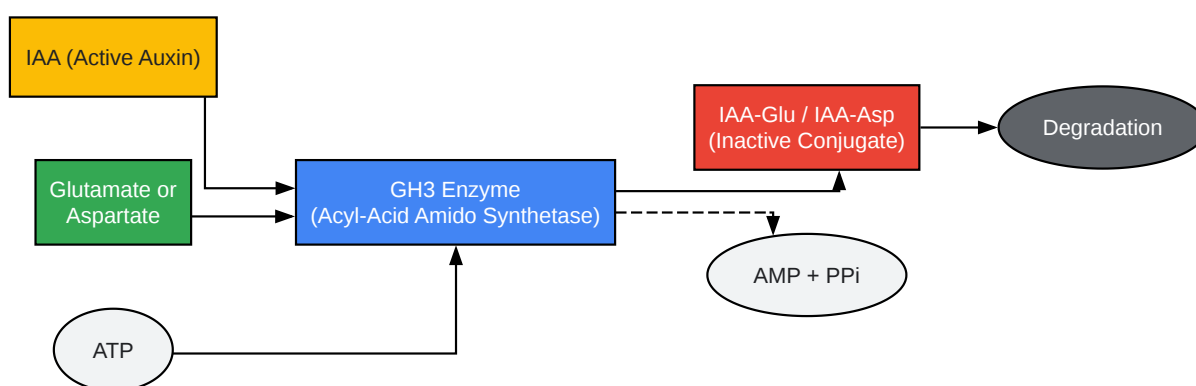 IAA (Active Auxin)
Glutamate or
Aspartate
ATP
GH3 Enzyme
(Acyl-Acid Amido Synthetase)
IAA-Glu / IAA-Asp
(Inactive Conjugate)
AMP + PPi
Degradation